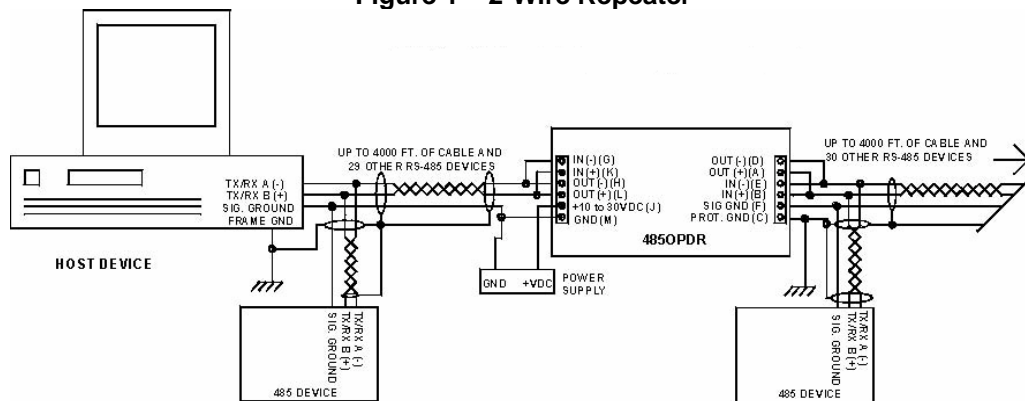 Figure 1 – 2-Wire Repeater
UP TO 4000 FT. OF CABLE AND
29 OTHER RS-485 DEVICES
TX/RX A (-)
TX/RX B (+)
SIG. GROUND
FRAME GND
HOST DEVICE
SIG. GROUND
TX/RX B (+)
TX/RX A (-)
485 DEVICE
GND +VDC
POWER
SUPPLY
IN(-)(G)
IN(+)(K)
OUT(-)(H)
OUT(+)(L)
+10 to 30VDC(J)
GND(M)
OUT(-)(D)
OUT(+)(A)
IN(-)(E)
IN(+)(B)
SIG GND(F)
PROT.GND(C)
485OPDR
UP TO 4000 FT. OF CABLE AND
30 OTHER RS-485 DEVICES
SIG. GROUND
TX/RX B (+)
TX/RX A (-)
485 DEVICE